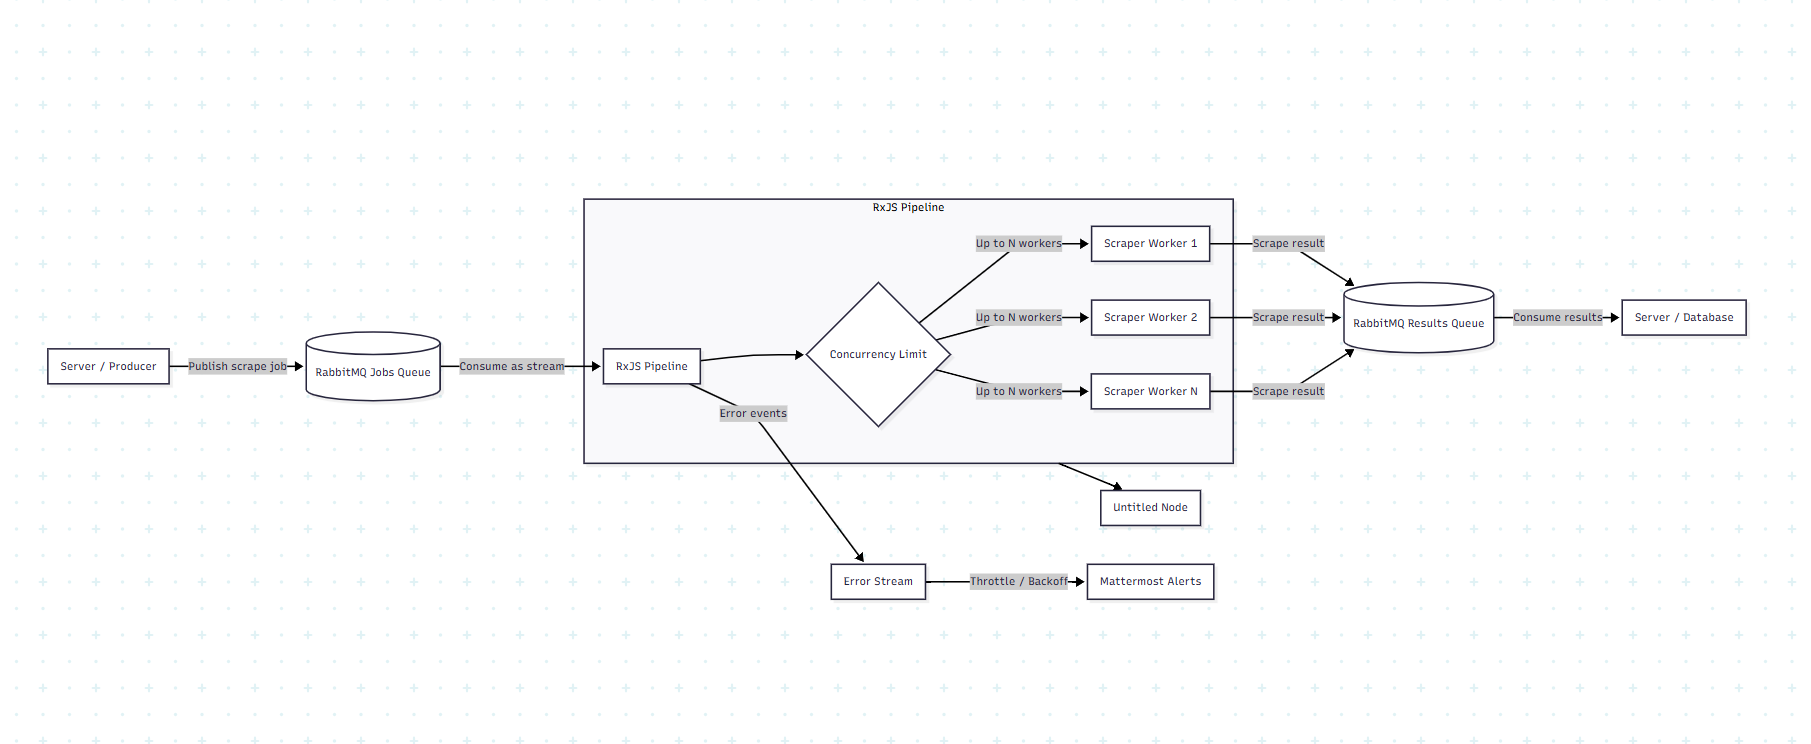 RxJS Pipeline
Up to N workers
Scraper Worker 1
Scrape result
Server / Producer
Publish scrape job
RabbitMQ Jobs Queue
Consume as stream
RxJS Pipeline
Concurrency Limit
Up to N workers
Scraper Worker 2
Scrape result
RabbitMQ Results Queue
Consume results
Server / Database
Up to N workers
Scraper Worker N
Scrape result
Error events
Untitled Node
Error Stream
Throttle / Backoff
Mattermost Alerts